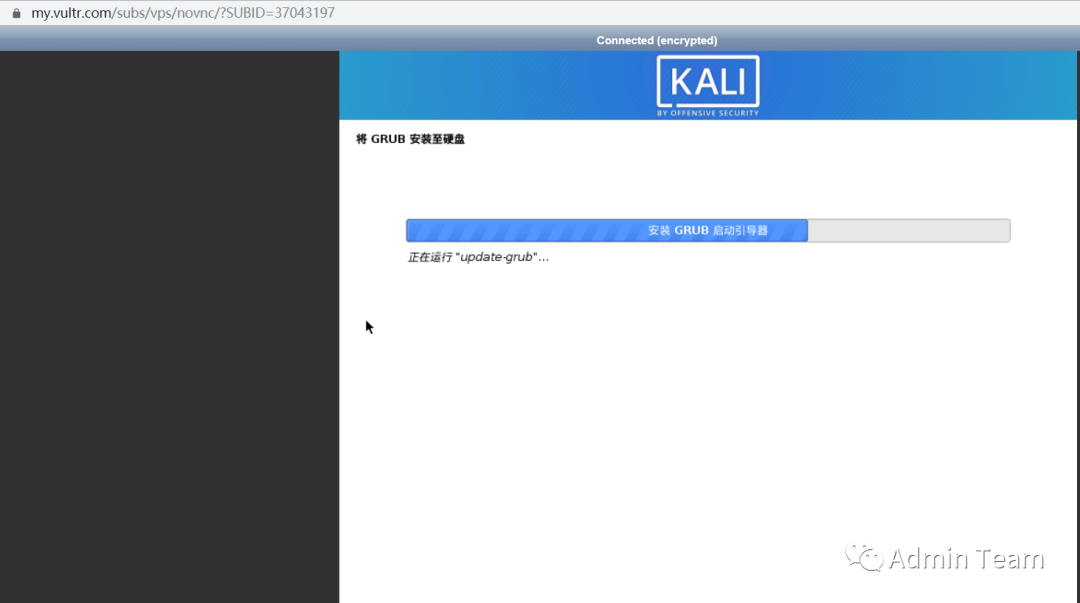 my.vultr.com/subs/vps/novnc/?SUBID=37043197
Connected (encrypted)
KALI
BY OFFENSIVE SECURITY
将 GRUB 安装至硬盘
安装 GRUB 启动引导器
正在运行 "update-grub"...
Admin Team